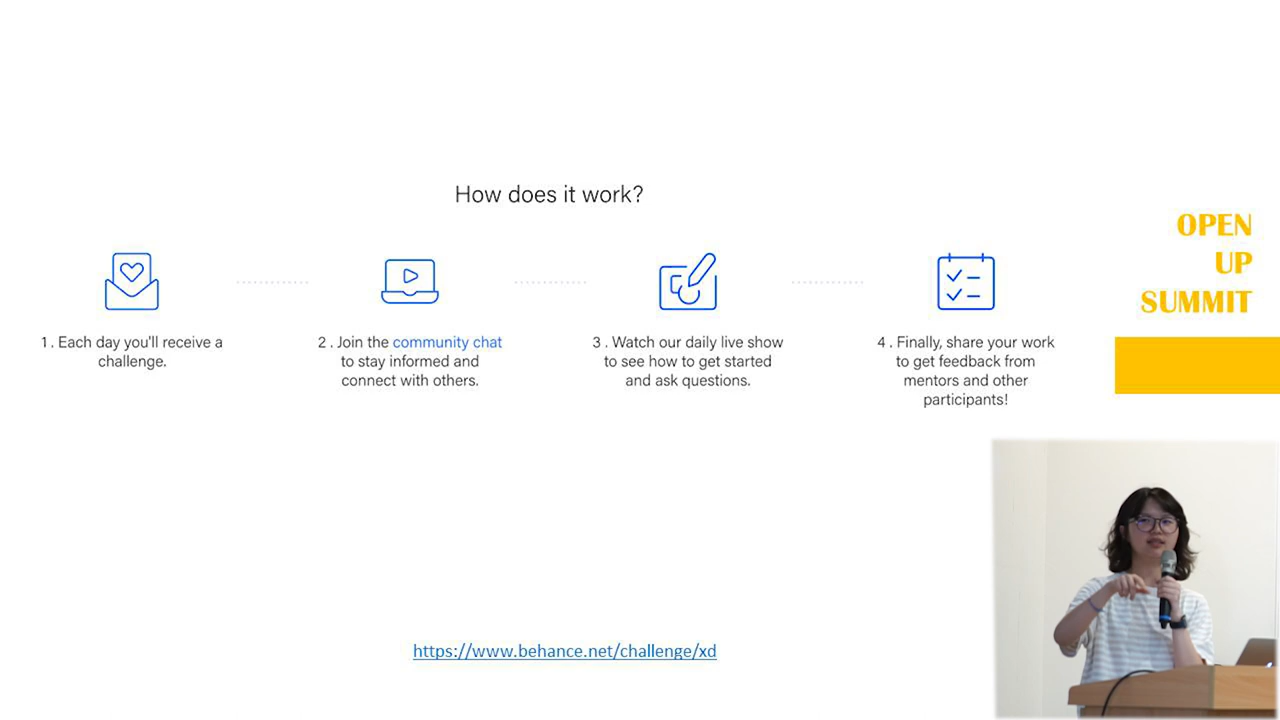 How does it work?
1 . Each day you'll receive a
challenge.
2 . Join the community chat
to stay informed and
connect with others.
3 . Watch our daily live show
to see how to get started
and ask questions.
4 . Finally, share your work
to get feedback from
mentors and other
participants!
OPEN
UP
SUMMIT
https://www.behance.net/challenge/xd